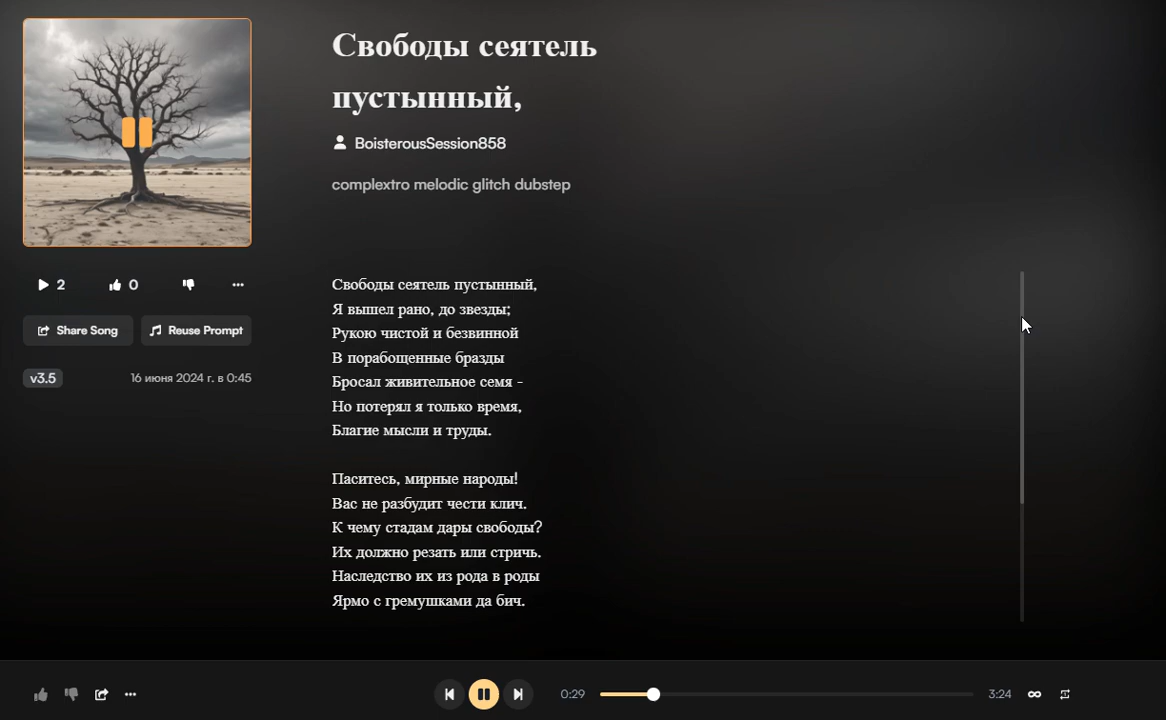 Свободы сеятель
пустынный,
BoisterousSession858
complextro melodic glitch dubstep
2
0
Share Song
Reuse Prompt
v3.5
16 июня 2024 г. в 0:45
Свободы сеятель пустынный,
Я вышел рано, до звезды;
Рукою чистой и безвинной
В порабощенные бразды
Бросал живительное семя -
Но потерял я только время,
Благие мысли и труды.
Паситесь, мирные народы!
Вас не разбудит чести клич.
К чему стадам дары свободы?
Их должно резать или стричь.
Наследство их из рода в роды
Ярмо с гремушками да бич.
0:29
3:24